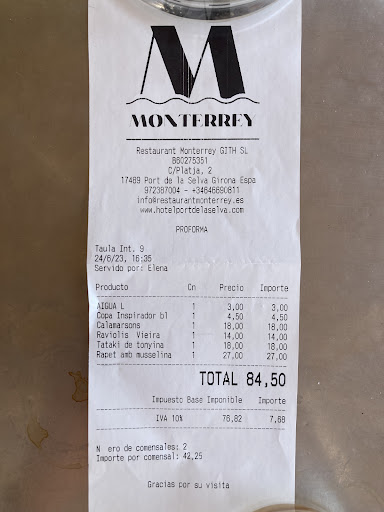 M
MONTERREY
Restaurant Monterrey GITH SL
B60275351
C/Platja, 2
17489 Port de la Selva Girona Espa
972387004 - +34646690811
info@restaurantmonterrey.es
www.hotelportdelaselva.com
PROFORMA
Taula Int. 9
24/6/23, 16:35
Servido por: Elena
Producto Cn Precio Importe
AIGUA L 1 3,00 3,00
Copa Inspirador bl 1 4,50 4,50
Calamarsons 1 18,00 18,00
Raviolis Vieira 1 14,00 14,00
Tataki de tonyina 1 18,00 18,00
Rapet amb musselina 1 27,00 27,00
TOTAL 84,50
Impuesto Base Imponible Importe
IVA 10% 76,82 7,68
N ero de comensales: 2
Importe por comensal: 42,25
Gracias por su visita